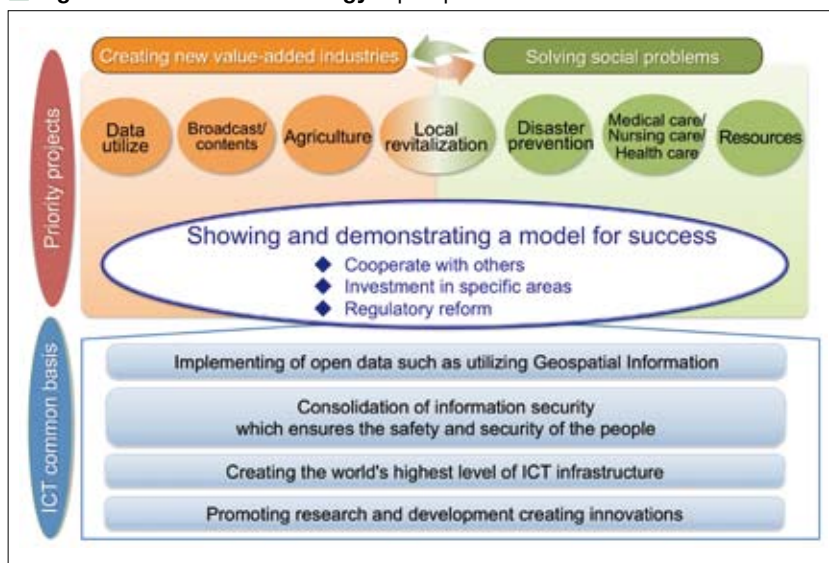 Creating new value-added industries
Solving social problems
Priority projects
Data
utilize
Broadcast/
contents
Agriculture
Local
revitalization
Disaster
prevention
Medical care/
Nursing care/
Health care
Resources
Showing and demonstrating a model for success
◆ Cooperate with others
◆ Investment in specific areas
◆ Regulatory reform
ICT common basis
Implementing of open data such as utilizing Geospatial Information
Consolidation of information security
which ensures the safety and security of the people
Creating the world's highest level of ICT infrastructure
Promoting research and development creating innovations